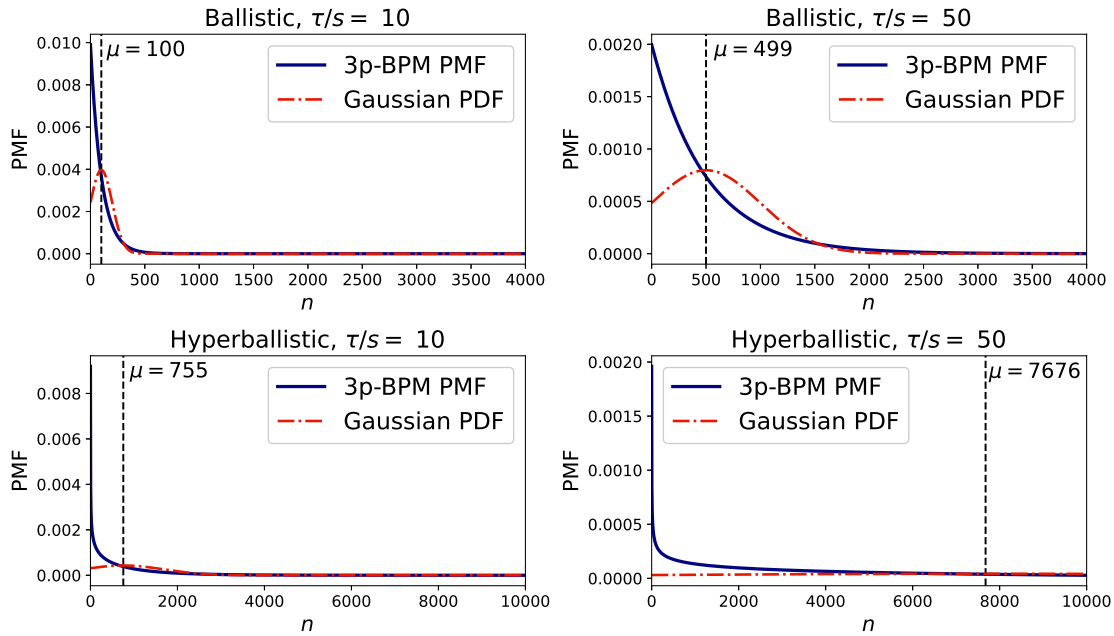 Ballistic, τ/s = 10
0.010
0.008
0.006
0.004
0.002
0.000
PMF
μ = 100
3p-BPM PMF
Gaussian PDF
0 500 1000 1500 2000 2500 3000 3500 4000
n
Ballistic, τ/s = 50
0.0020
0.0015
0.0010
0.0005
0.0000
PMF
μ = 499
3p-BPM PMF
Gaussian PDF
0 500 1000 1500 2000 2500 3000 3500 4000
n
Hyperballistic, τ/s = 10
0.008
0.006
0.004
0.002
0.000
PMF
μ = 755
3p-BPM PMF
Gaussian PDF
0 2000 4000 6000 8000 10000
n
Hyperballistic, τ/s = 50
0.0020
0.0015
0.0010
0.0005
0.0000
PMF
μ = 7676
3p-BPM PMF
Gaussian PDF
0 2000 4000 6000 8000 10000
n